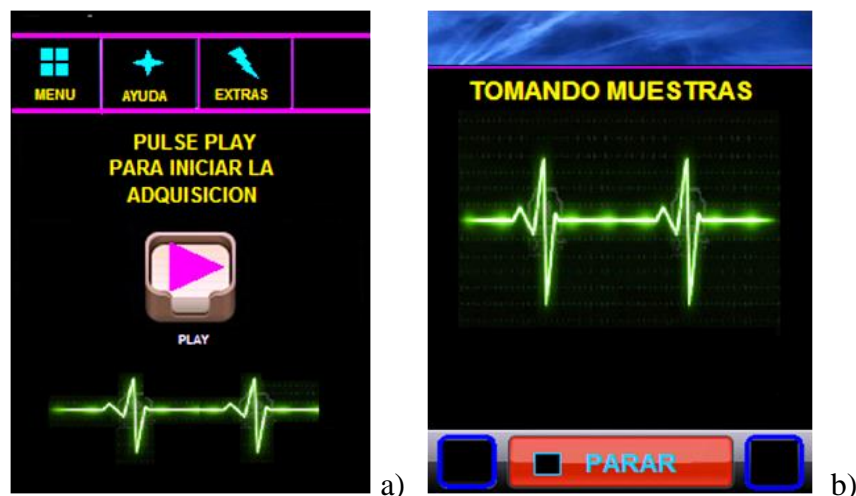 MENU AYUDA EXTRAS
PULSE PLAY
PARA INICIAR LA
ADQUISICION
PLAY
a)
TOMANDO MUESTRAS
PARAR
b)